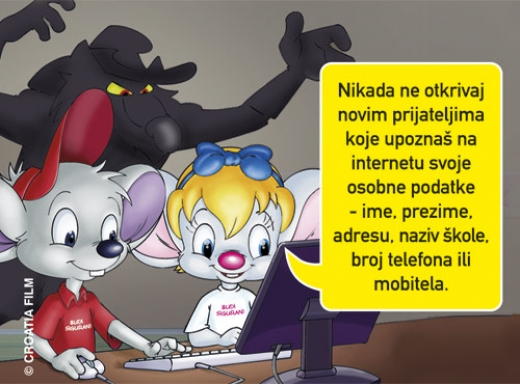 Nikada ne otkrivaj
novim prijateljima
koje upoznaš na
internetu svoje
osobne podatke
- ime, prezime,
adresu, naziv škole,
broj telefona ili
mobitela.
© CROATIA FILM